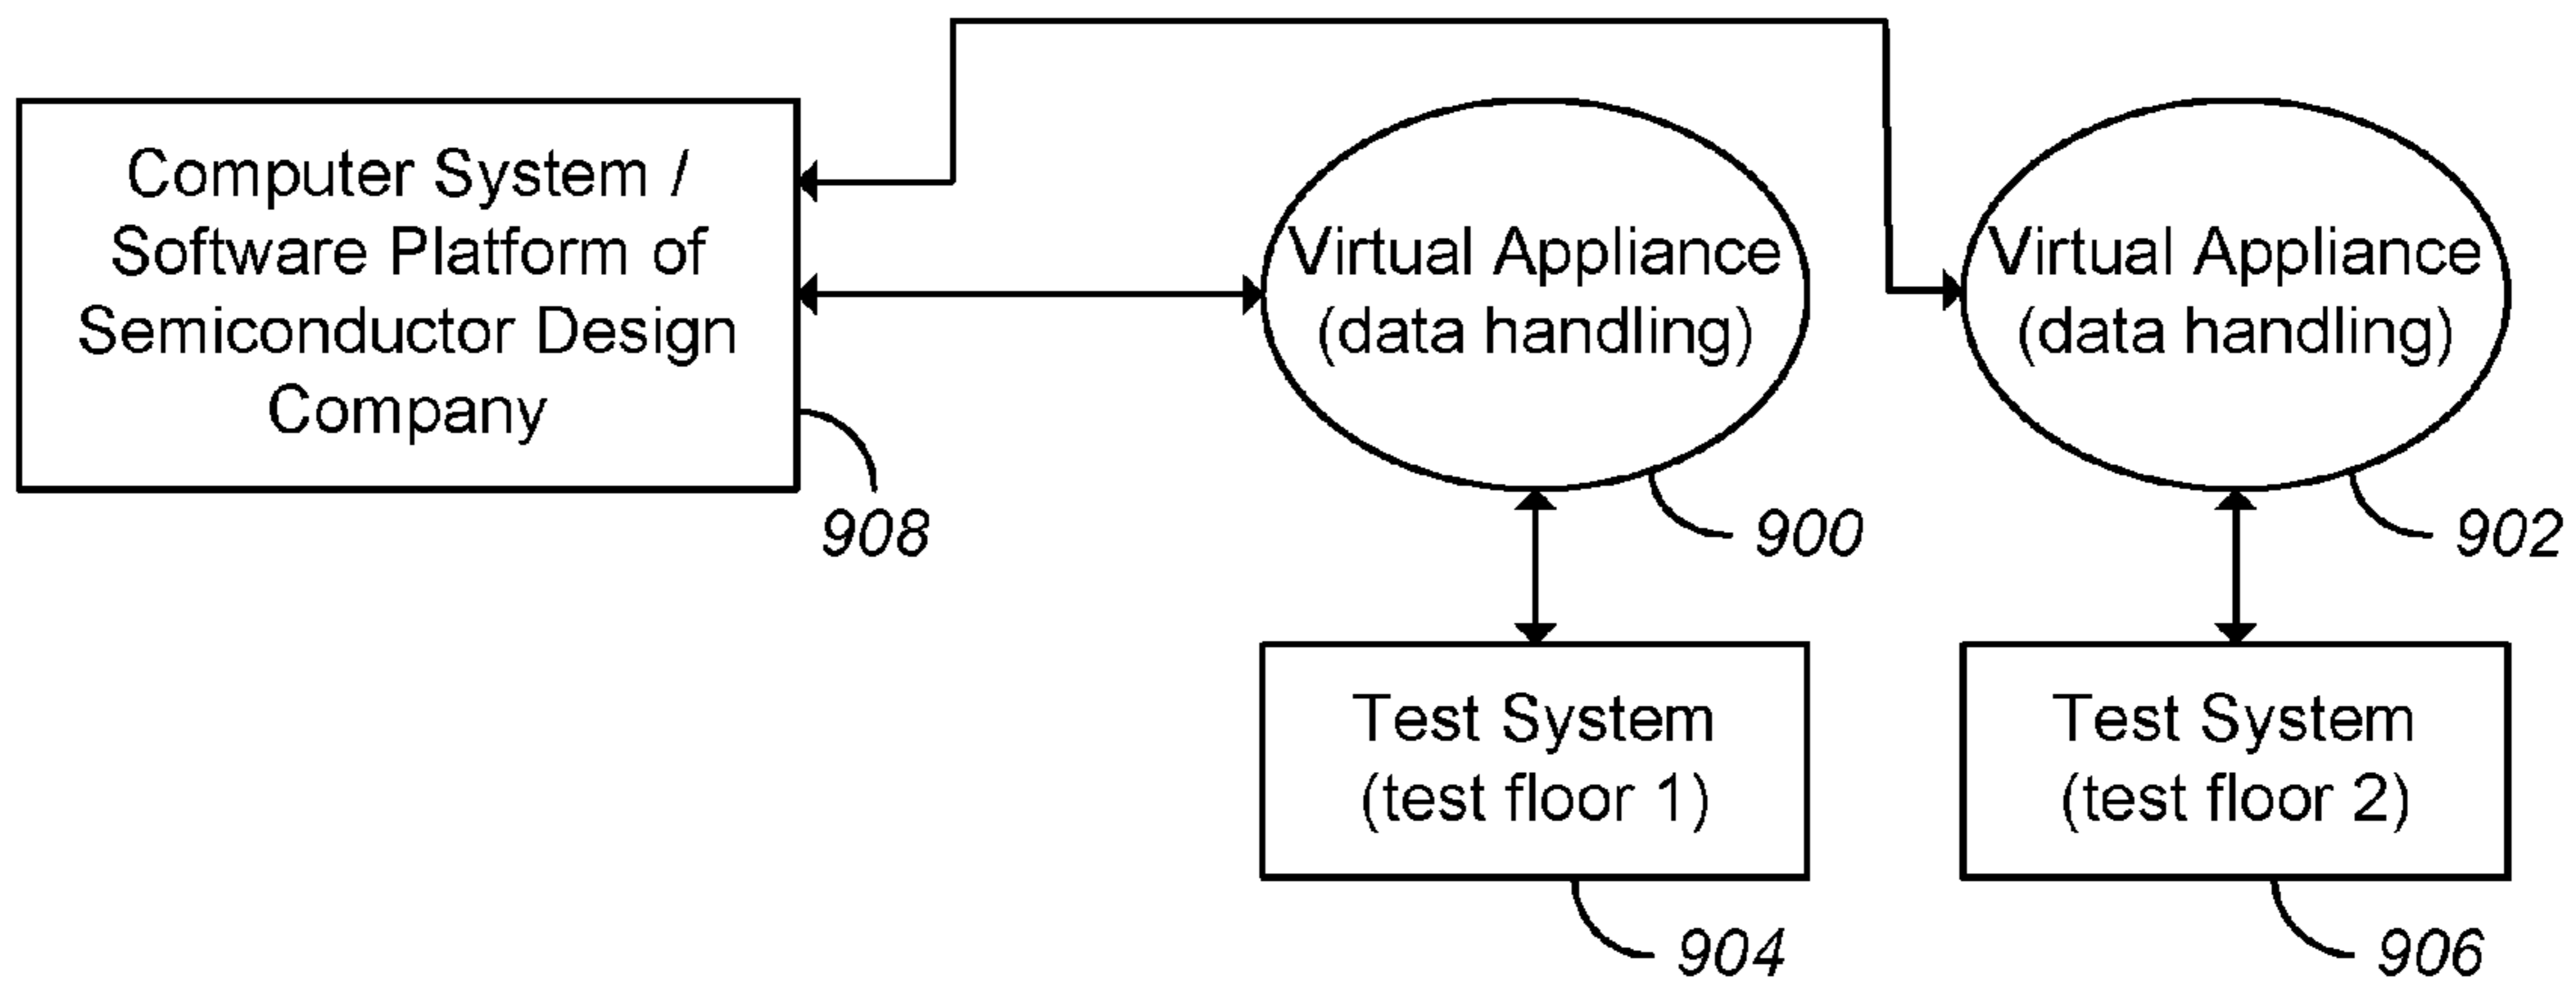 Computer System /
Software Platform of
Semiconductor Design
Company
908
Virtual Appliance
(data handling)
900
Virtual Appliance
(data handling)
902
Test System
(test floor 1)
904
Test System
(test floor 2)
906